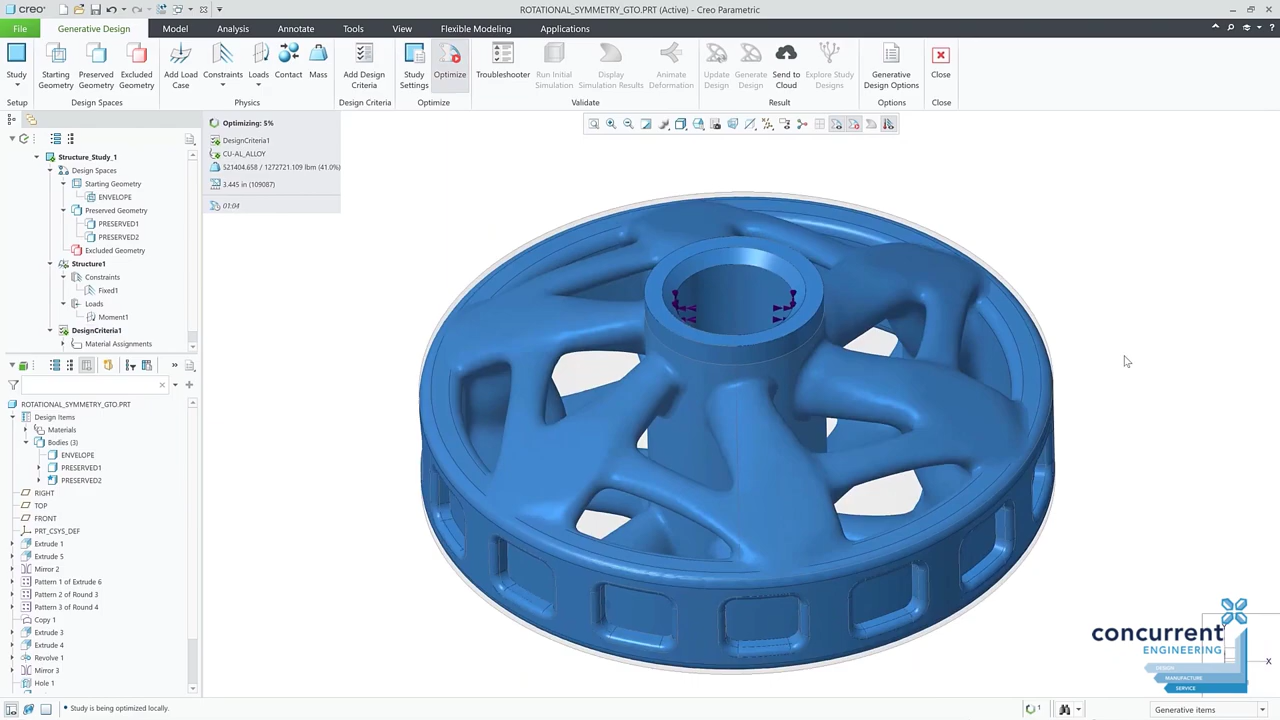 creo
ROTATIONAL_SYMMETRY_GTO.PRT (Active) - Creo Parametric
File
Generative Design
Model
Analysis
Annotate
Tools
View
Flexible Modeling
Applications
Study
Starting Geometry
Preserved Geometry
Excluded Geometry
Add Load Case
Constraints
Loads
Contact
Mass
Add Design Criteria
Study Settings
Optimize
Troubleshooter
Run Initial Simulation
Display Simulation Results
Animate Deformation
Update Design
Generate Design
Send to Cloud
Explore Study Designs
Generative Design Options
Close
Setup
Design Spaces
Physics
Design Criteria
Optimize
Validate
Result
Options
Close
Optimizing: 5%
DesignCriteria1
CU-AL_ALLOY
521404.658 / 1272721.109 lbm (41.0%)
3.445 in (109087)
01:04
Structure_Study_1
Design Spaces
Starting Geometry
ENVELOPE
Preserved Geometry
PRESERVED1
PRESERVED2
Excluded Geometry
Structure1
Constraints
Fixed1
Loads
Moment1
DesignCriteria1
Material Assignments
ROTATIONAL_SYMMETRY_GTO.PRT
Design Items
Materials
Bodies (3)
ENVELOPE
PRESERVED1
PRESERVED2
RIGHT
TOP
FRONT
PRT_CSYS_DEF
Extrude 1
Extrude 5
Mirror 2
Pattern 1 of Extrude 6
Pattern 2 of Round 3
Pattern 3 of Round 4
Copy 1
Extrude 3
Extrude 4
Revolve 1
Mirror 3
Hole 1
concurrent
ENGINEERING
DESIGN
MANUFACTURE
SERVICE
X
• Study is being optimized locally.
1
Generative items